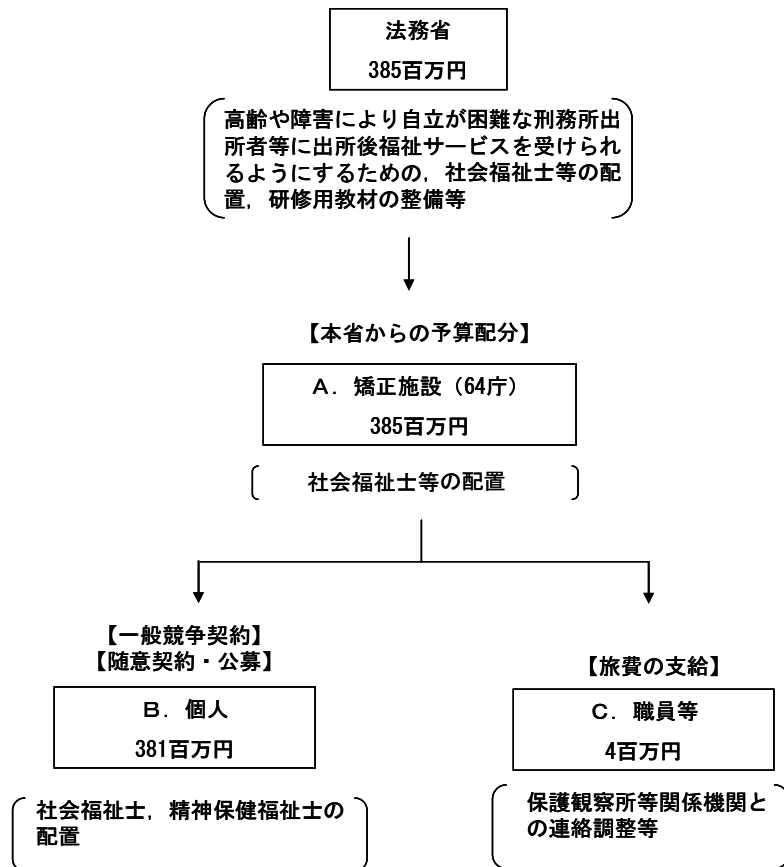 法務省
385百万円
高齢や障害により自立が困難な刑務所出
所者等に出所後福祉サービスを受けられ
るようにするための，社会福祉士等の配
置，研修用教材の整備等
【本省からの予算配分】
Ａ．矯正施設（64庁）
385百万円
社会福祉士等の配置
【一般競争契約】
【随意契約・公募】
Ｂ．個人
381百万円
社会福祉士，精神保健福祉士の
配置
【旅費の支給】
Ｃ．職員等
4百万円
保護観察所等関係機関と
の連絡調整等